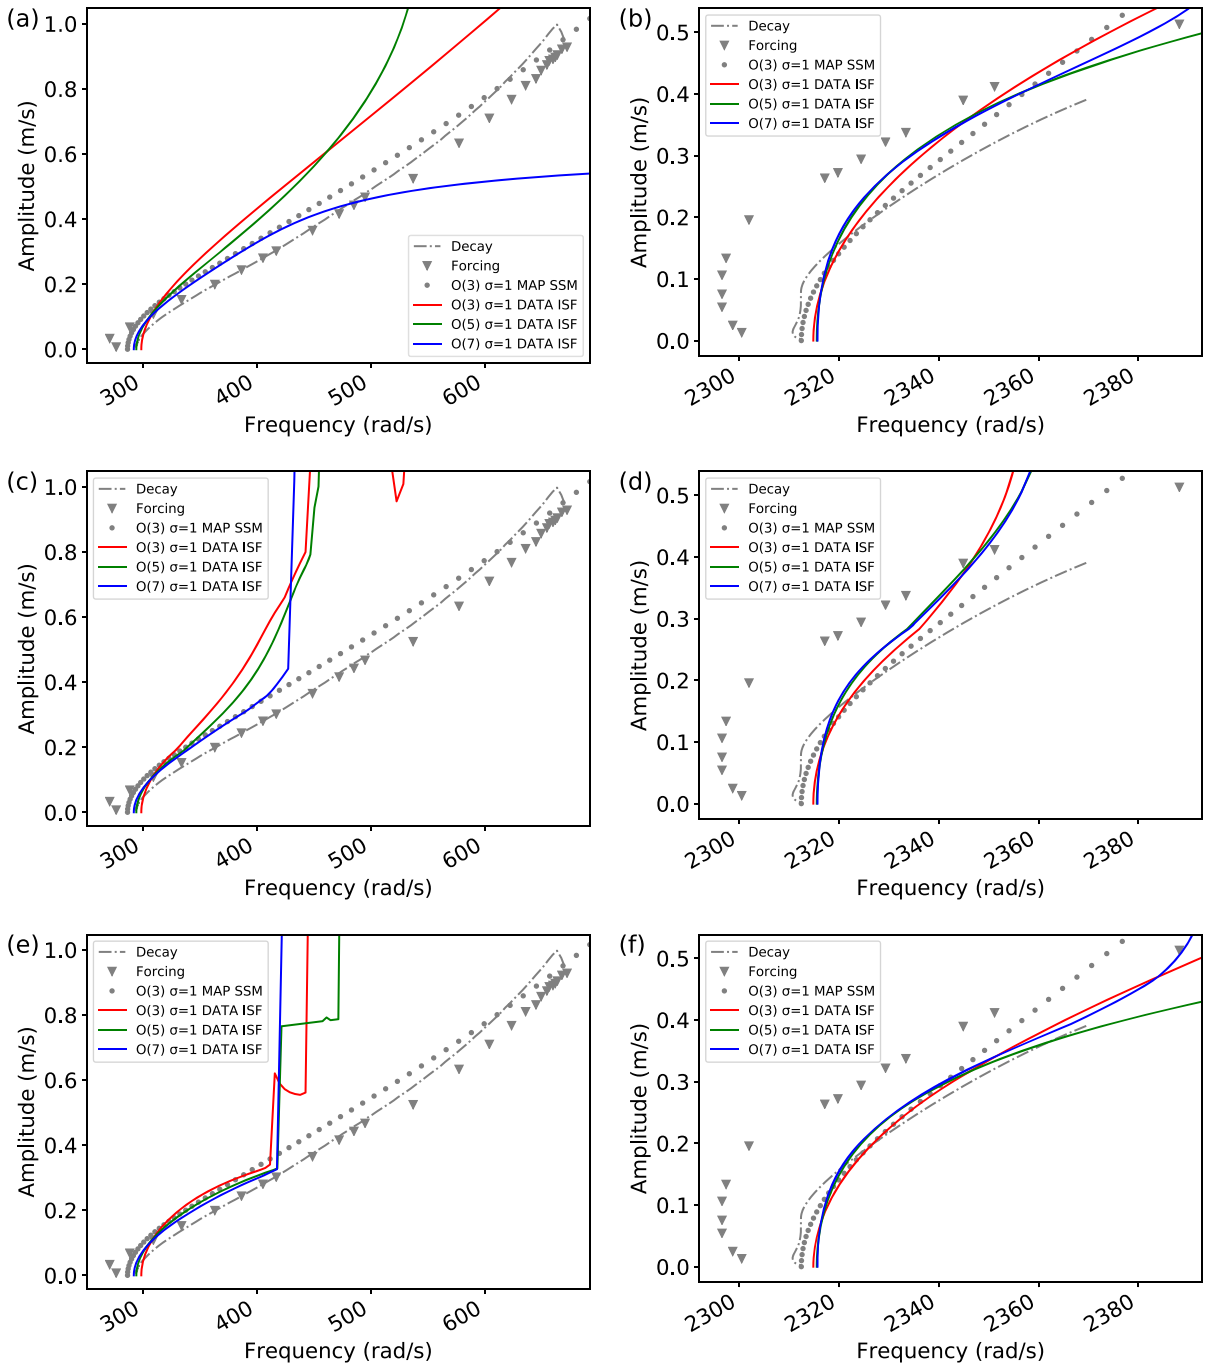 (a)
1.0
0.8
0.6
0.4
0.2
0.0
Amplitude (m/s)
Decay
Forcing
O(3) σ=1 MAP SSM
O(3) σ=1 DATA ISF
O(5) σ=1 DATA ISF
O(7) σ=1 DATA ISF
300
400
500
600
Frequency (rad/s)
(b)
0.5
0.4
0.3
0.2
0.1
0.0
Amplitude (m/s)
Decay
Forcing
O(3) σ=1 MAP SSM
O(3) σ=1 DATA ISF
O(5) σ=1 DATA ISF
O(7) σ=1 DATA ISF
2300
2320
2340
2360
2380
Frequency (rad/s)
(c)
1.0
0.8
0.6
0.4
0.2
0.0
Amplitude (m/s)
Decay
Forcing
O(3) σ=1 MAP SSM
O(3) σ=1 DATA ISF
O(5) σ=1 DATA ISF
O(7) σ=1 DATA ISF
300
400
500
600
Frequency (rad/s)
(d)
0.5
0.4
0.3
0.2
0.1
0.0
Amplitude (m/s)
Decay
Forcing
O(3) σ=1 MAP SSM
O(3) σ=1 DATA ISF
O(5) σ=1 DATA ISF
O(7) σ=1 DATA ISF
2300
2320
2340
2360
2380
Frequency (rad/s)
(e)
1.0
0.8
0.6
0.4
0.2
0.0
Amplitude (m/s)
Decay
Forcing
O(3) σ=1 MAP SSM
O(3) σ=1 DATA ISF
O(5) σ=1 DATA ISF
O(7) σ=1 DATA ISF
300
400
500
600
Frequency (rad/s)
(f)
0.5
0.4
0.3
0.2
0.1
0.0
Amplitude (m/s)
Decay
Forcing
O(3) σ=1 MAP SSM
O(3) σ=1 DATA ISF
O(5) σ=1 DATA ISF
O(7) σ=1 DATA ISF
2300
2320
2340
2360
2380
Frequency (rad/s)